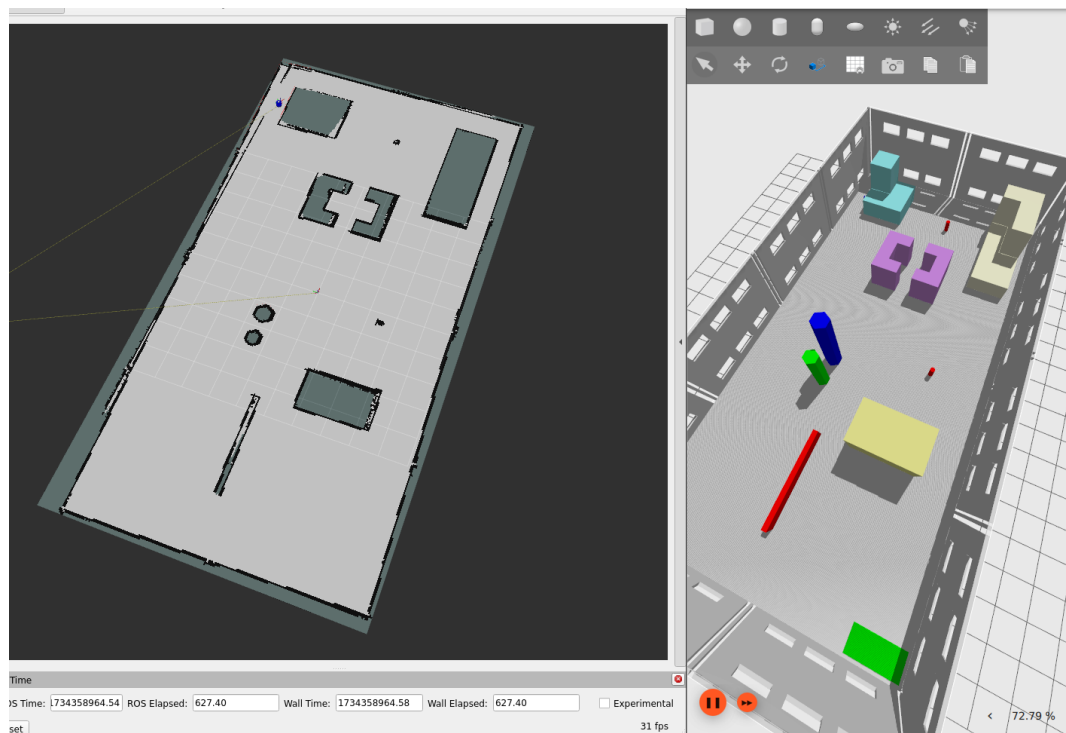 Time
OS Time: 1734358964.54 ROS Elapsed: 627.40 Wall Time: 1734358964.58 Wall Elapsed: 627.40 Experimental
set 31 fps
72.79 %